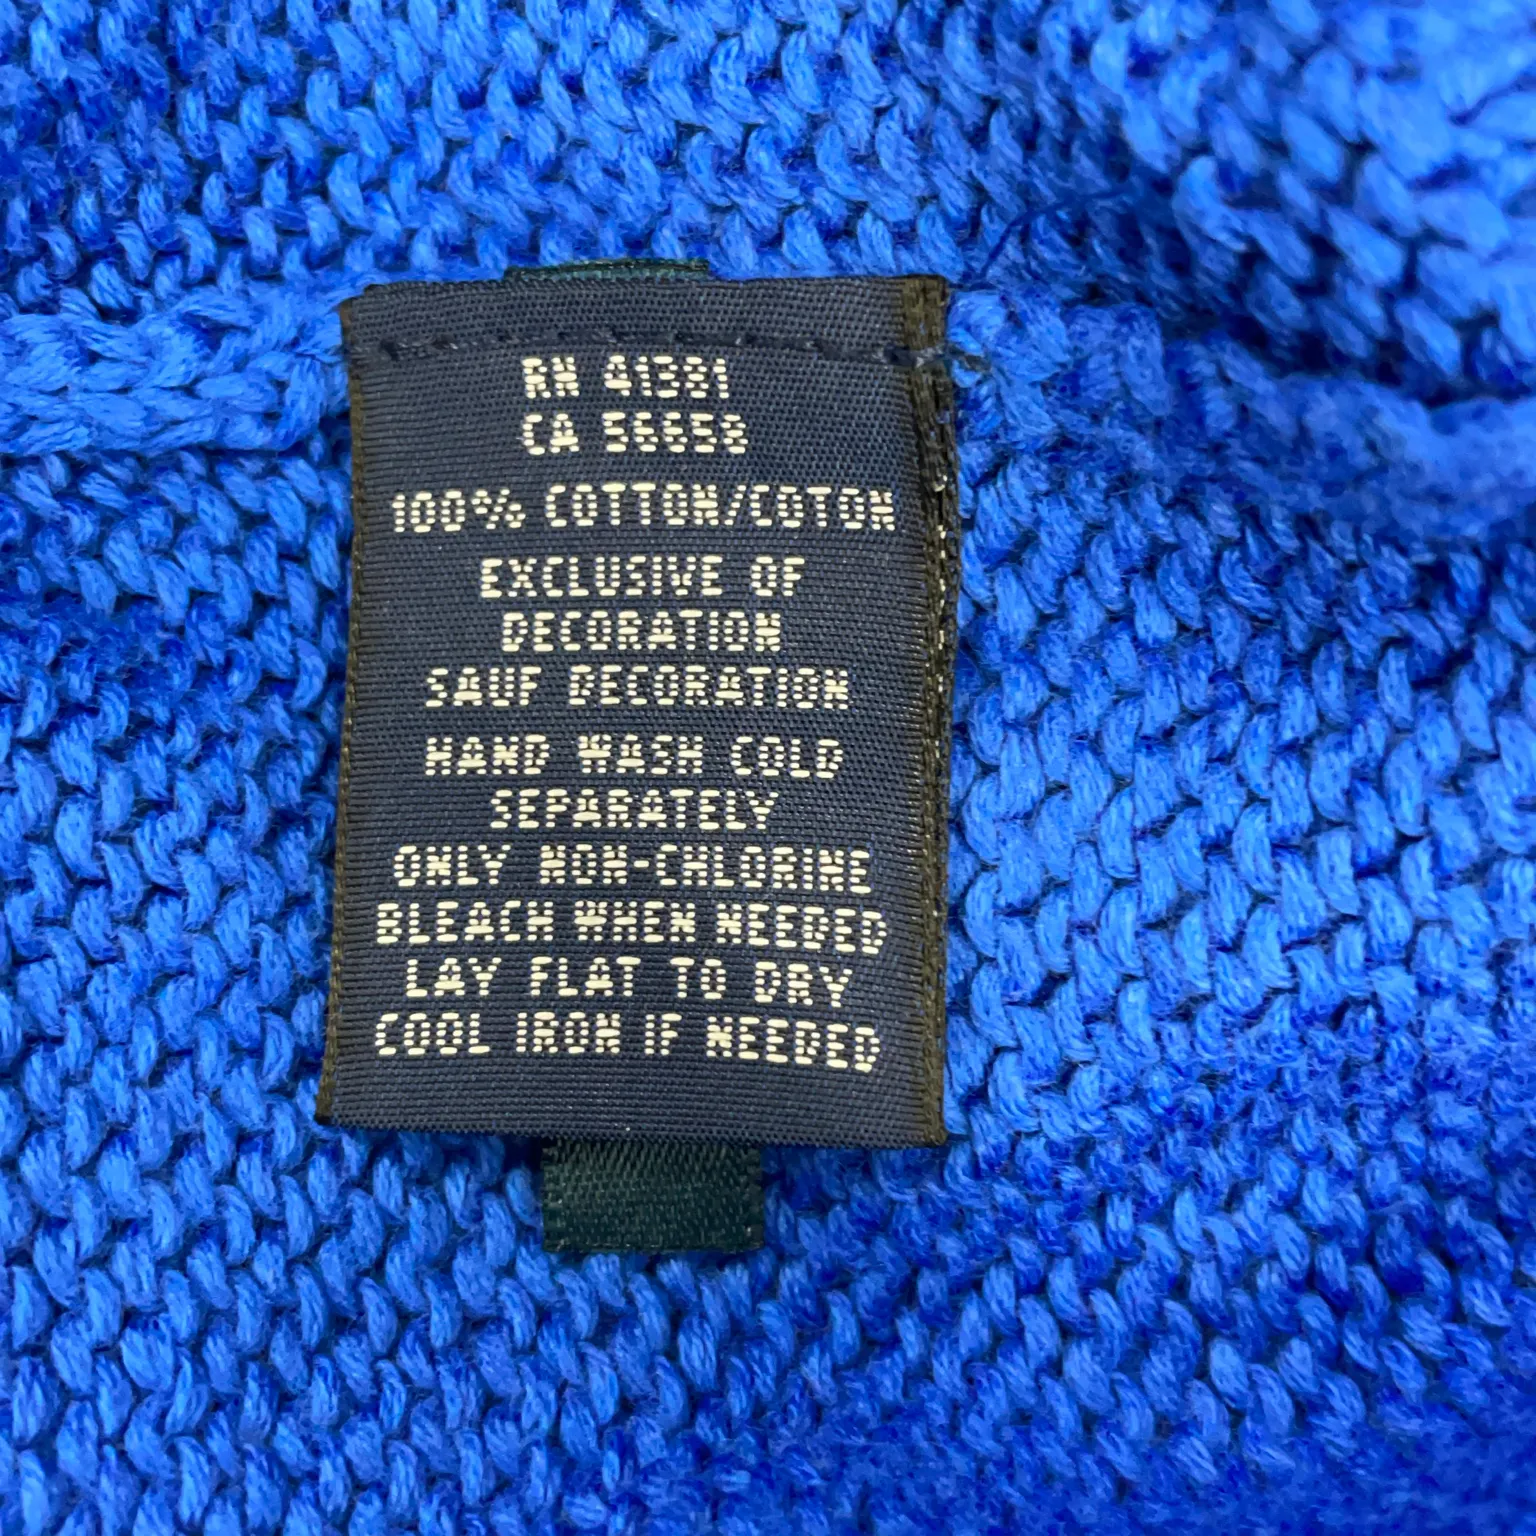 RN 41381
CA 56658
100% COTTON/COTON
EXCLUSIVE OF
DECORATION
SAUF DECORATION
HAND WASH COLD
SEPARATELY
ONLY NON-CHLORINE
BLEACH WHEN NEEDED
LAY FLAT TO DRY
COOL IRON IF NEEDED